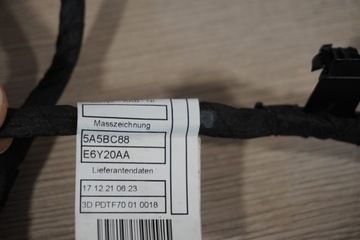 Masszeichnung
5A5BC88
E6Y20AA
Lieferantendaten
17 12 21 06:23
3D PDTF70 01 0018